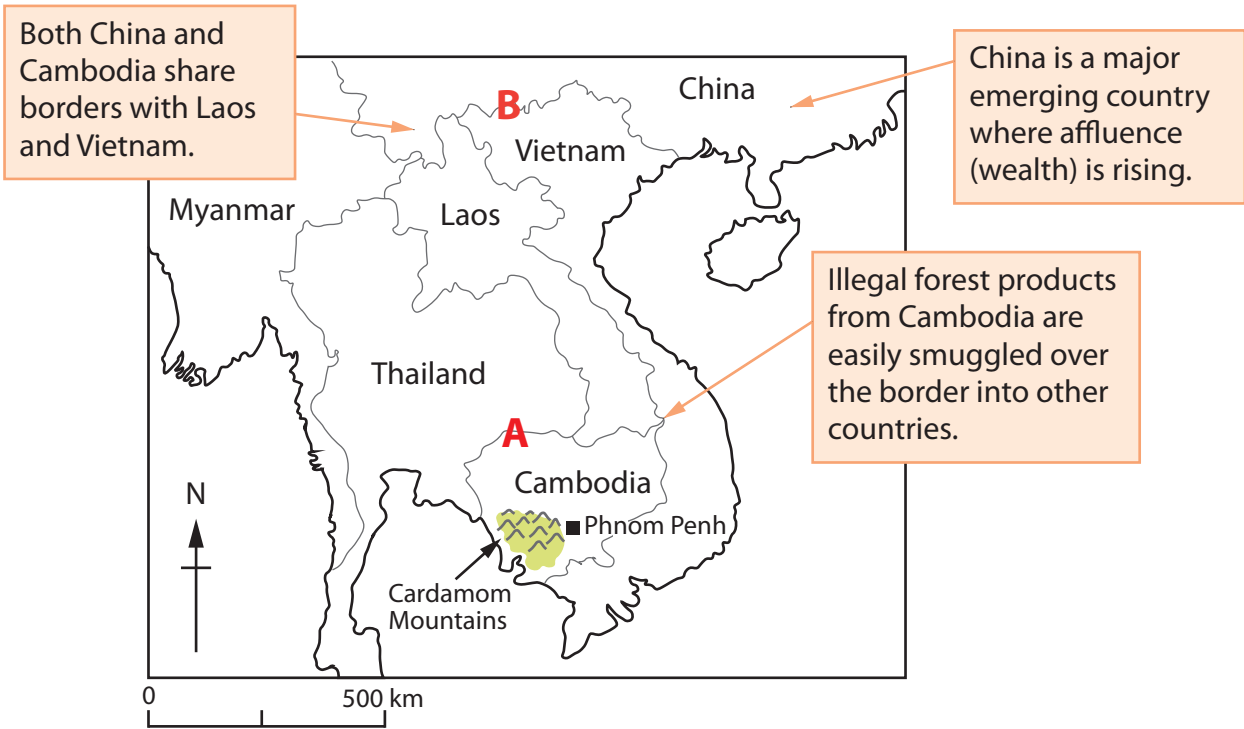 Both China and
Cambodia share
borders with Laos
and Vietnam.
China is a major
emerging country
where affluence
(wealth) is rising.
China
B
Vietnam
Myanmar
Laos
Illegal forest products
from Cambodia are
easily smuggled over
the border into other
countries.
Thailand
A
Cambodia
N
Phnom Penh
Cardamom
Mountains
0 500 km